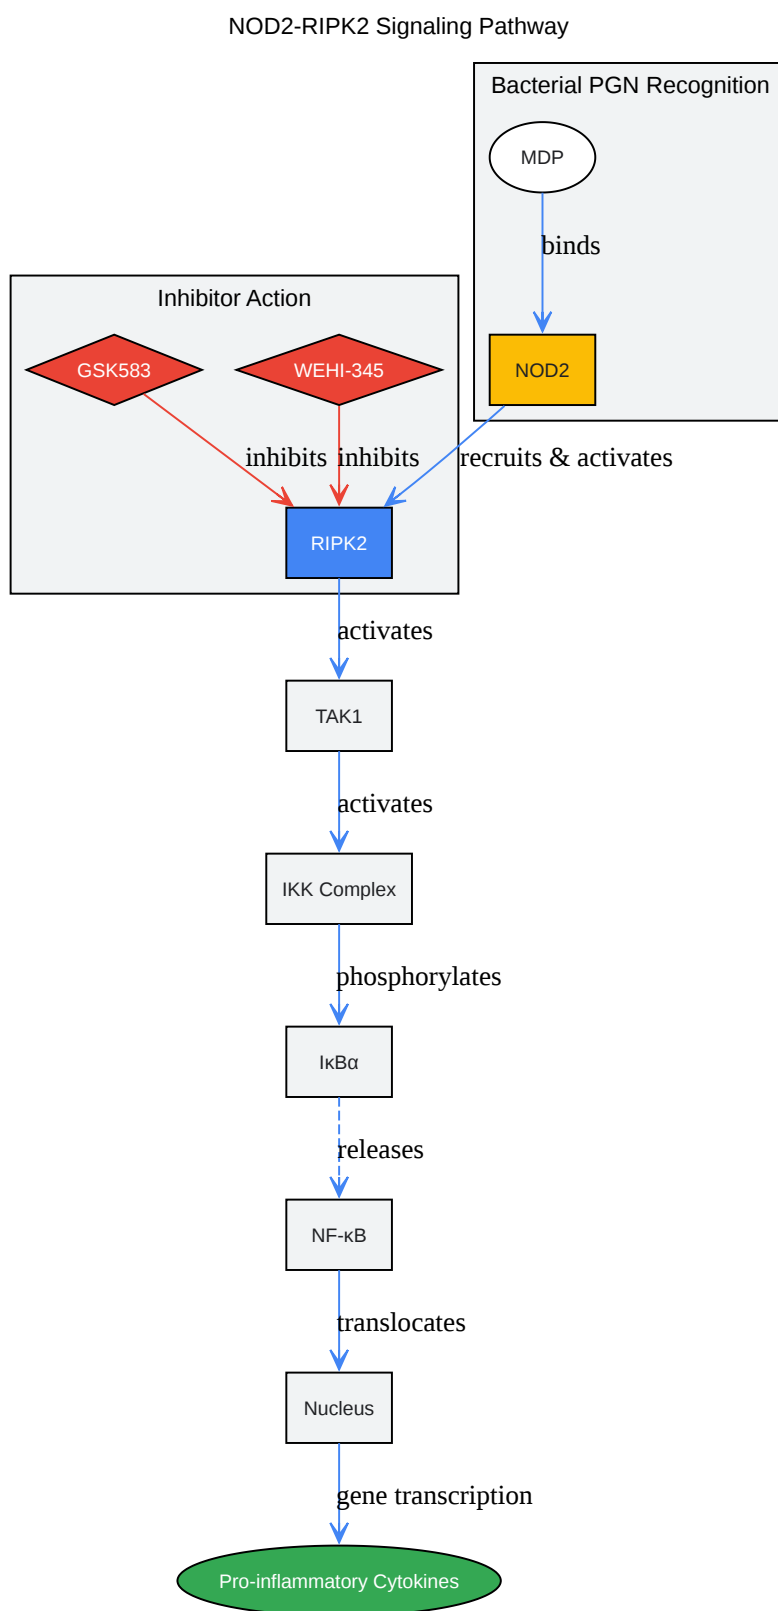 NOD2-RIPK2 Signaling Pathway
Bacterial PGN Recognition
MDP
binds
Inhibitor Action
GSK583
WEHI-345
NOD2
inhibits
inhibits
recruits & activates
RIPK2
activates
TAK1
activates
IKK Complex
phosphorylates
IκBα
releases
NF-κB
translocates
Nucleus
gene transcription
Pro-inflammatory Cytokines